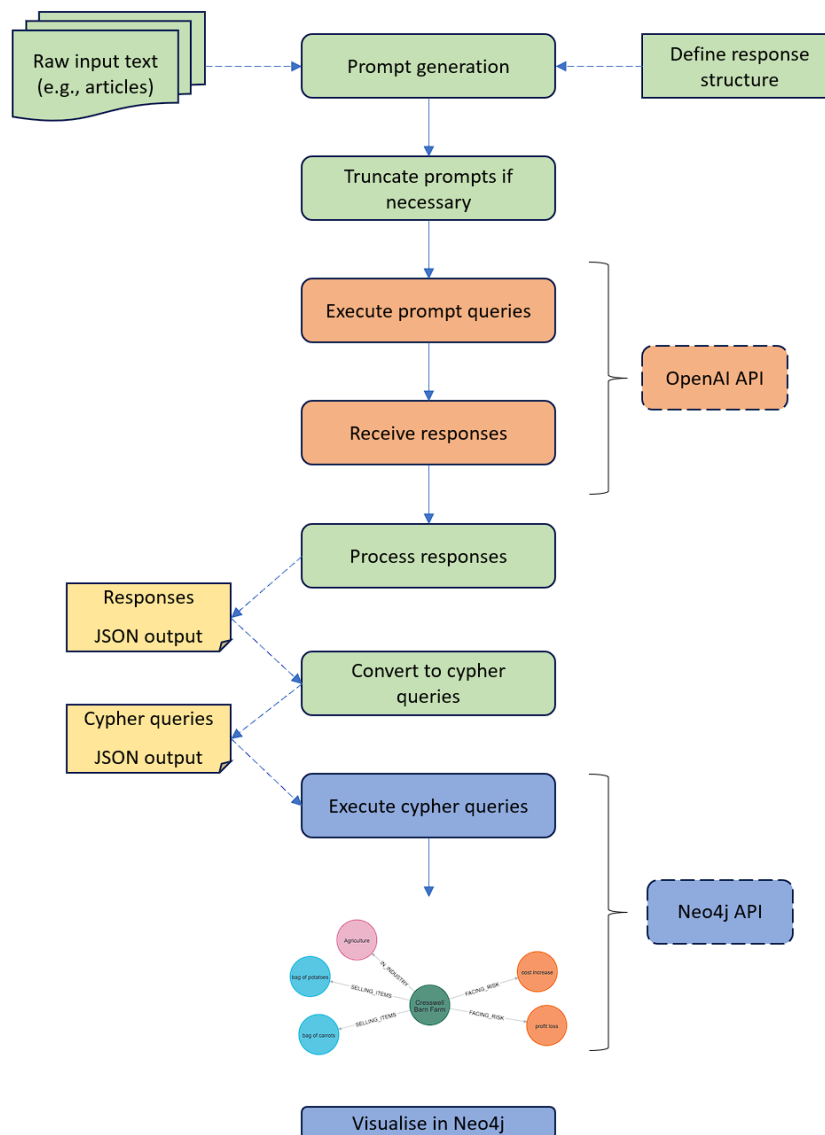 Raw input text
(e.g., articles)
Prompt generation
Define response
structure
Truncate prompts if
necessary
Execute prompt queries
OpenAI API
Receive responses
Process responses
Responses
JSON output
Convert to cypher
queries
Cypher queries
JSON output
Execute cypher queries
Neo4j API
Agriculture
IN_INDUSTRY
bag of potatoes
SELLING_ITEMS
FACING_RISK
cost increase
Cresswell
Barn Farm
bag of carrots
SELLING_ITEMS
FACING_RISK
profit loss
Visualise in Neo4j